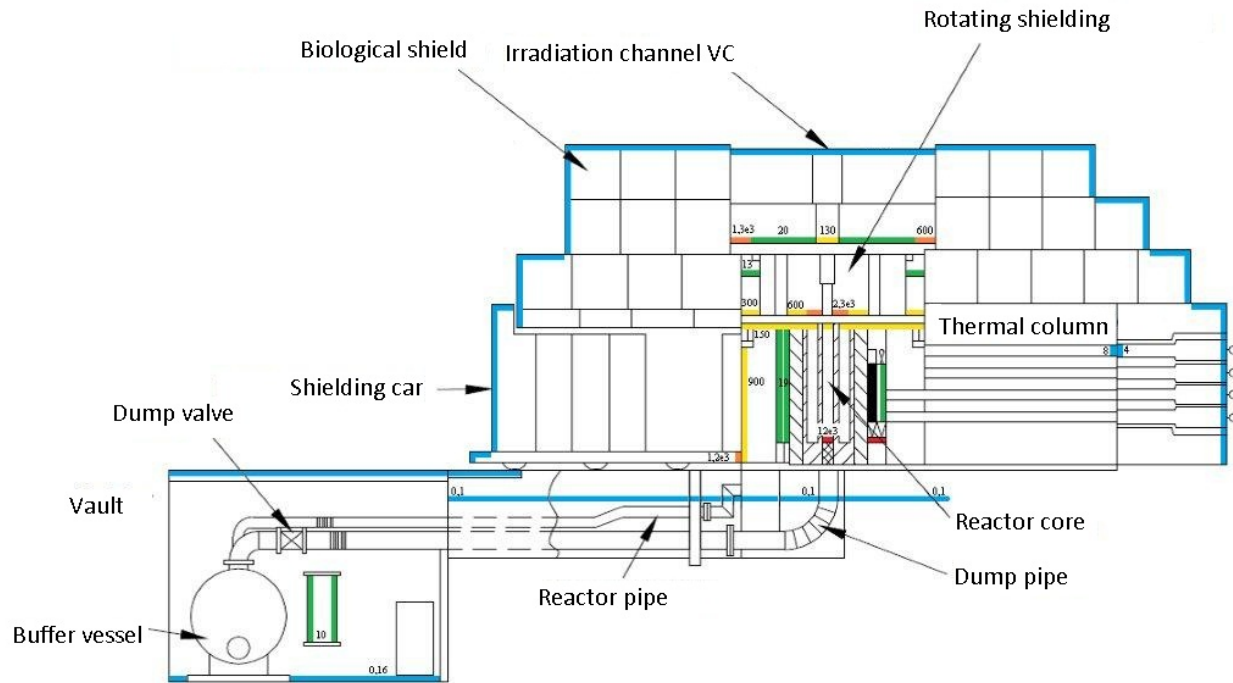 Rotating shielding
Biological shield
Irradiation channel VC
1,3e3
20
130
600
13
300
600
2,3e3
Thermal column
150
8
4
Shielding car
900
19
Dump valve
12e3
1,2e3
Vault
0,1
0,1
0,1
Reactor core
Dump pipe
Reactor pipe
Buffer vessel
10
0,16